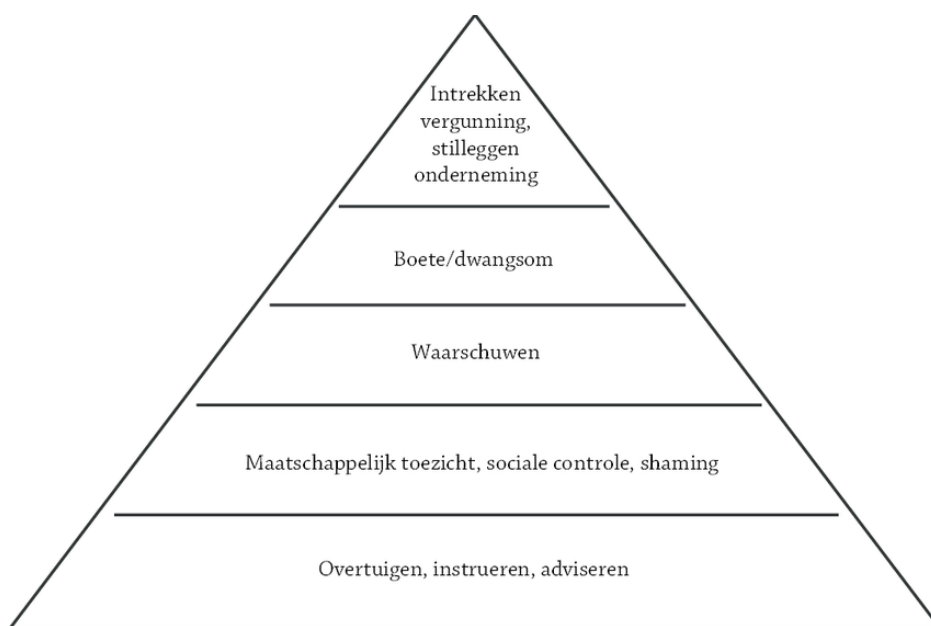 Intrekken
vergunning,
stilleggen
onderneming
Boete/dwangsom
Waarschuwen
Maatschappelijk toezicht, sociale controle, shaming
Overtuigen, instrueren, adviseren